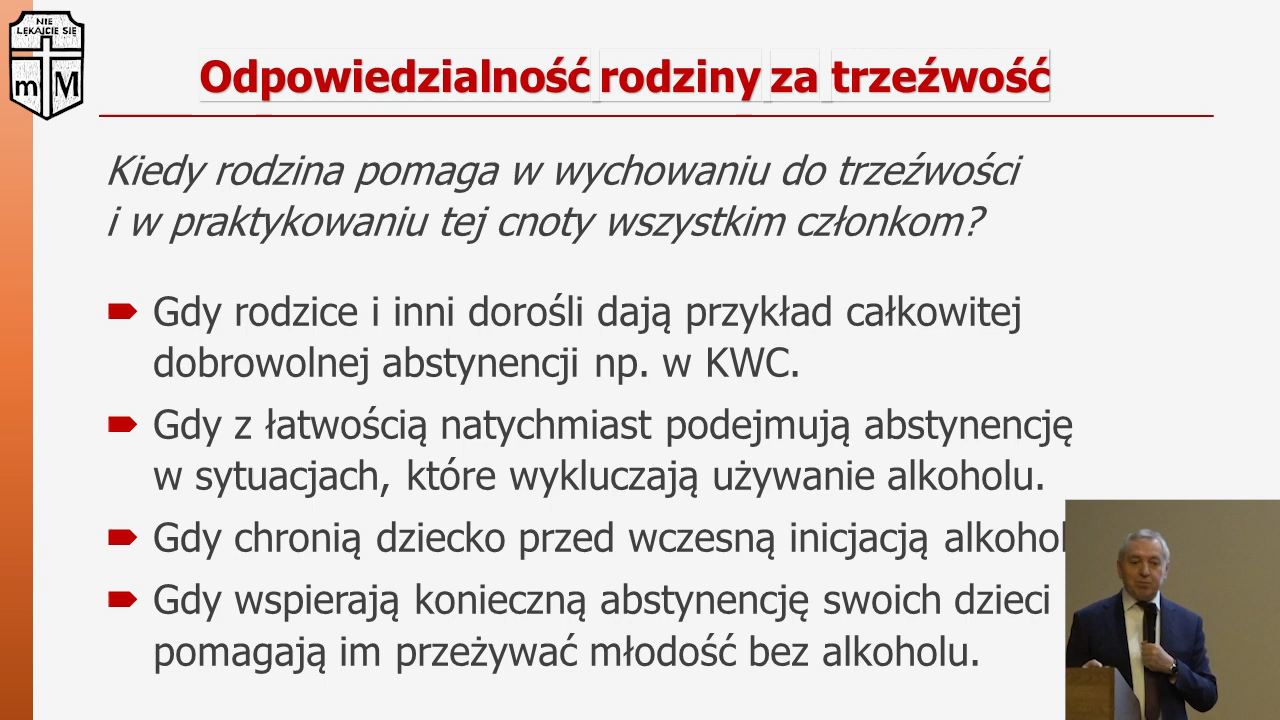 NIE
LĘKAJCIE SIĘ
m M
Odpowiedzialność rodziny za trzeźwość
Kiedy rodzina pomaga w wychowaniu do trzeźwości
i w praktykowaniu tej cnoty wszystkim członkom?
Gdy rodzice i inni dorośli dają przykład całkowitej
dobrowolnej abstynencji np. w KWC.
Gdy z łatwością natychmiast podejmują abstynencję
w sytuacjach, które wykluczają używanie alkoholu.
Gdy chronią dziecko przed wczesną inicjacją
Gdy wspierają konieczną abstynencję swoich dzieci
pomagają im przeżywać młodość bez alkoholu.